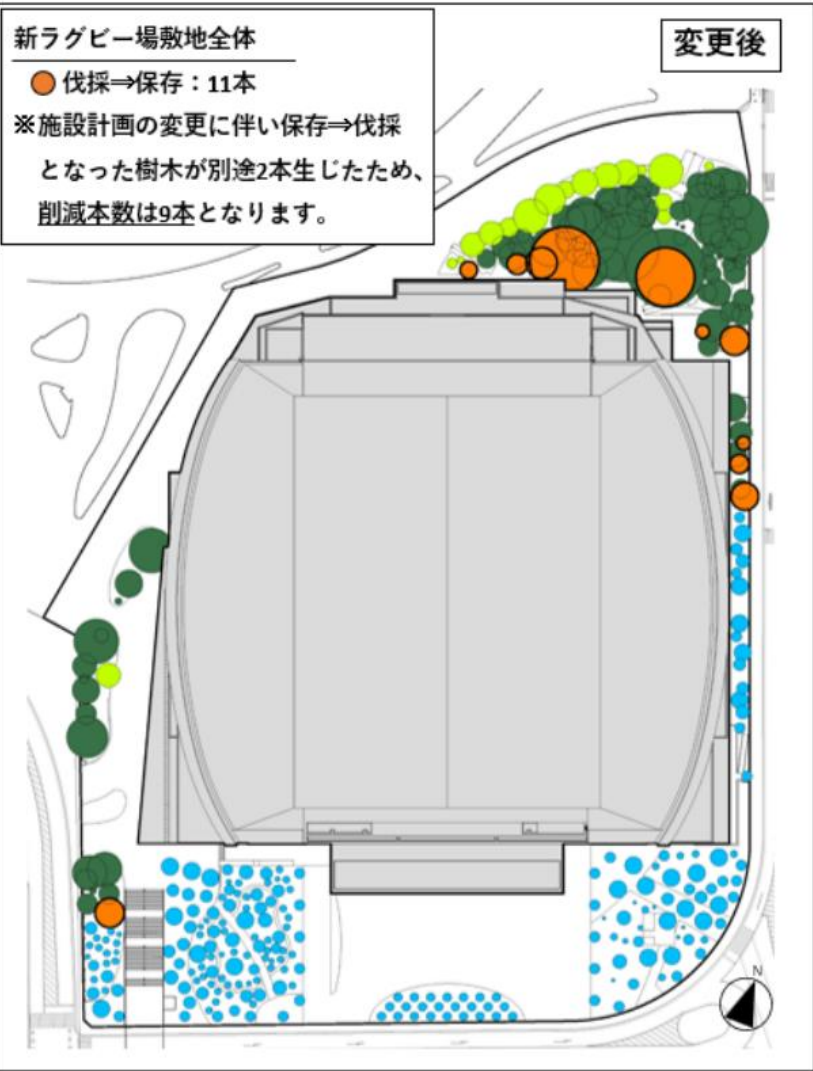 新ラグビー場敷地全体
伐採⇒保存：11本
※施設計画の変更に伴い保存⇒伐採
となった樹木が別途2本生じたため、
削減本数は9本となります。
変更後
N